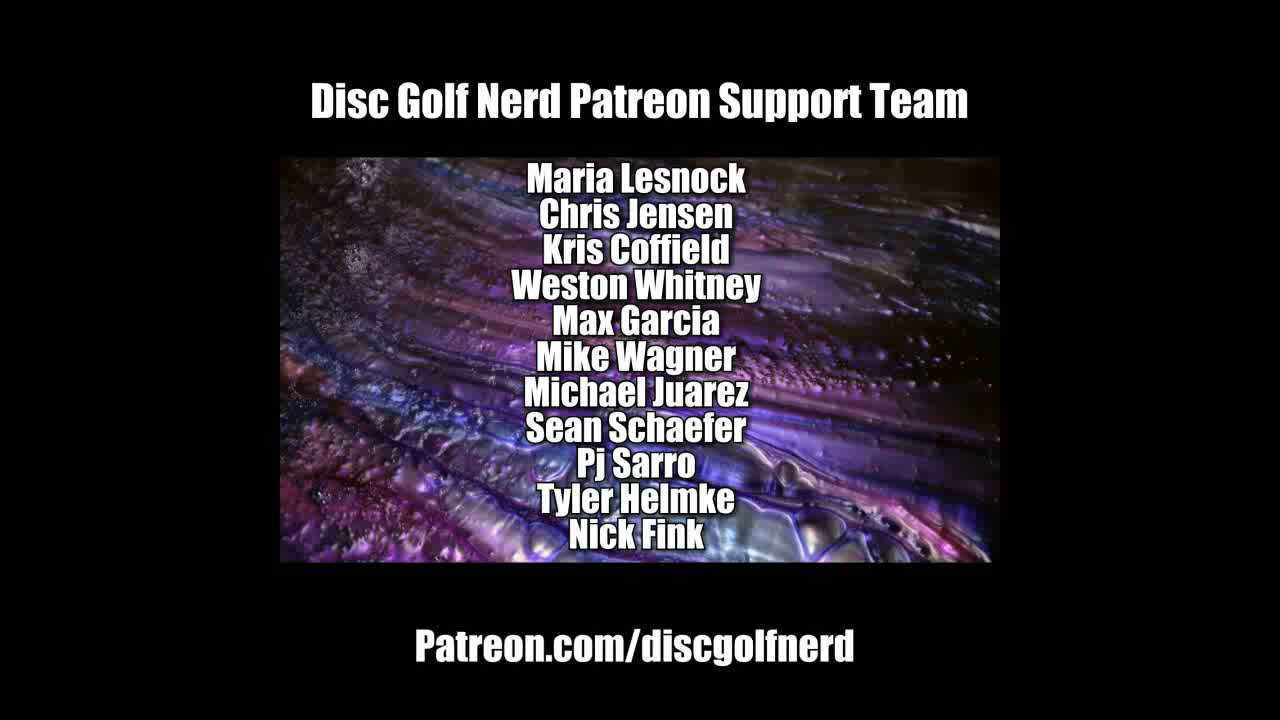 Disc Golf Nerd Patreon Support Team
Maria Lesnock
Chris Jensen
Kris Coffield
Weston Whitney
Max Garcia
Mike Wagner
Michael Juarez
Sean Schaefer
Pj Sarro
Tyler Helmke
Nick Fink
Patreon.com/discgolfnerd